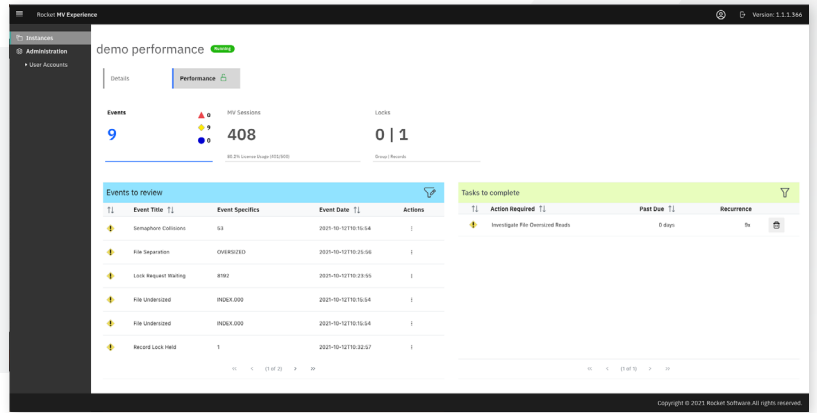 Rocket MV Experience
Version: 1.1.1.366
Instances
Administration
User Accounts
demo performance Running
Details
Performance
Events
9
0
9
0
MV Sessions
408
Locks
0 | 1
Group | Records
Events to review
Event Title Event Specifics Event Date Actions
Semaphore Collisions 53 2021-10-12T10:15:54
File Separation OVERSIZED 2021-10-12T10:25:56
Lock Request Waiting 8192 2021-10-12T10:23:55
File Undersized INDEX.000 2021-10-12T10:15:54
File Undersized INDEX.000 2021-10-12T10:15:54
Record Lock Held 1 2021-10-12T10:32:57
<< < (1 of 2) > >>
Tasks to complete
Action Required Past Due Recurrence
Investigate File Oversized Reads 0 days 9x
<< < (1 of 1) > >>
Copyright © 2021 Rocket Software.All rights reserved.